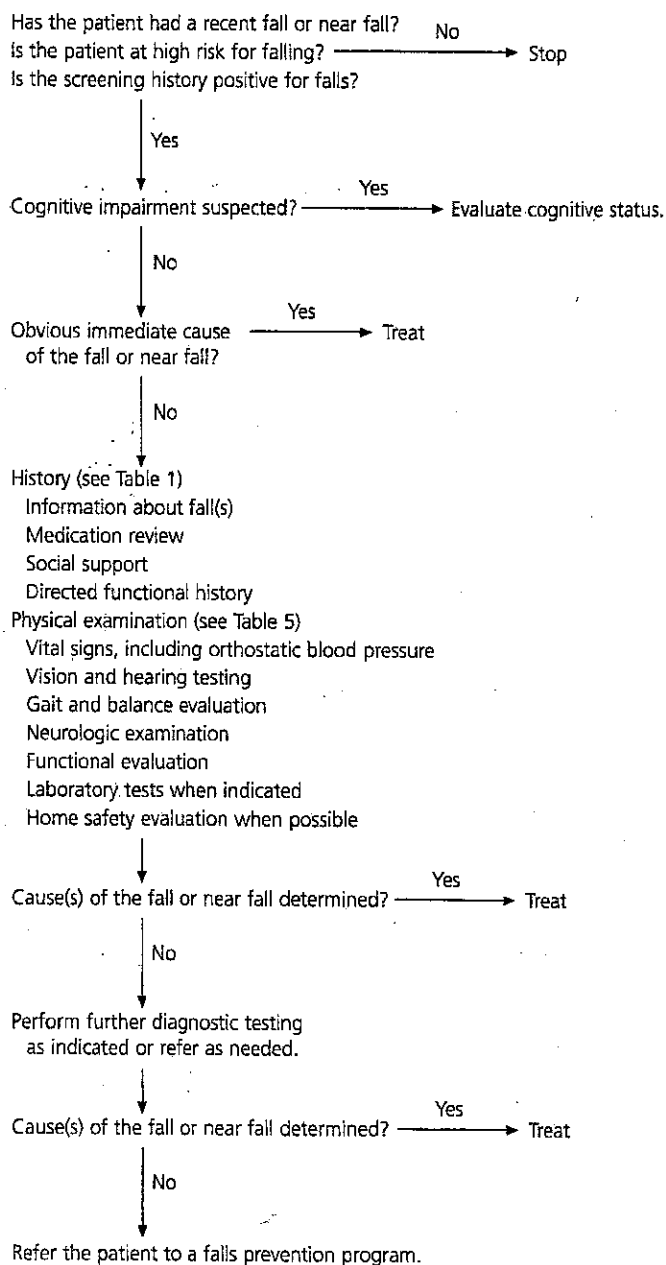 Has the patient had a recent fall or near fall?
No
Is the patient at high risk for falling?
Stop
Is the screening history positive for falls?
Yes
Cognitive impairment suspected?
Yes
Evaluate cognitive status.
No
Obvious immediate cause
of the fall or near fall?
Yes
Treat
No
History (see Table 1)
Information about fall(s)
Medication review
Social support
Directed functional history
Physical examination (see Table 5)
Vital signs, including orthostatic blood pressure
Vision and hearing testing
Gait and balance evaluation
Neurologic examination
Functional evaluation
Laboratory tests when indicated
Home safety evaluation when possible
Cause(s) of the fall or near fall determined?
Yes
Treat
No
Perform further diagnostic testing
as indicated or refer as needed.
Cause(s) of the fall or near fall determined?
Yes
Treat
No
Refer the patient to a falls prevention program.